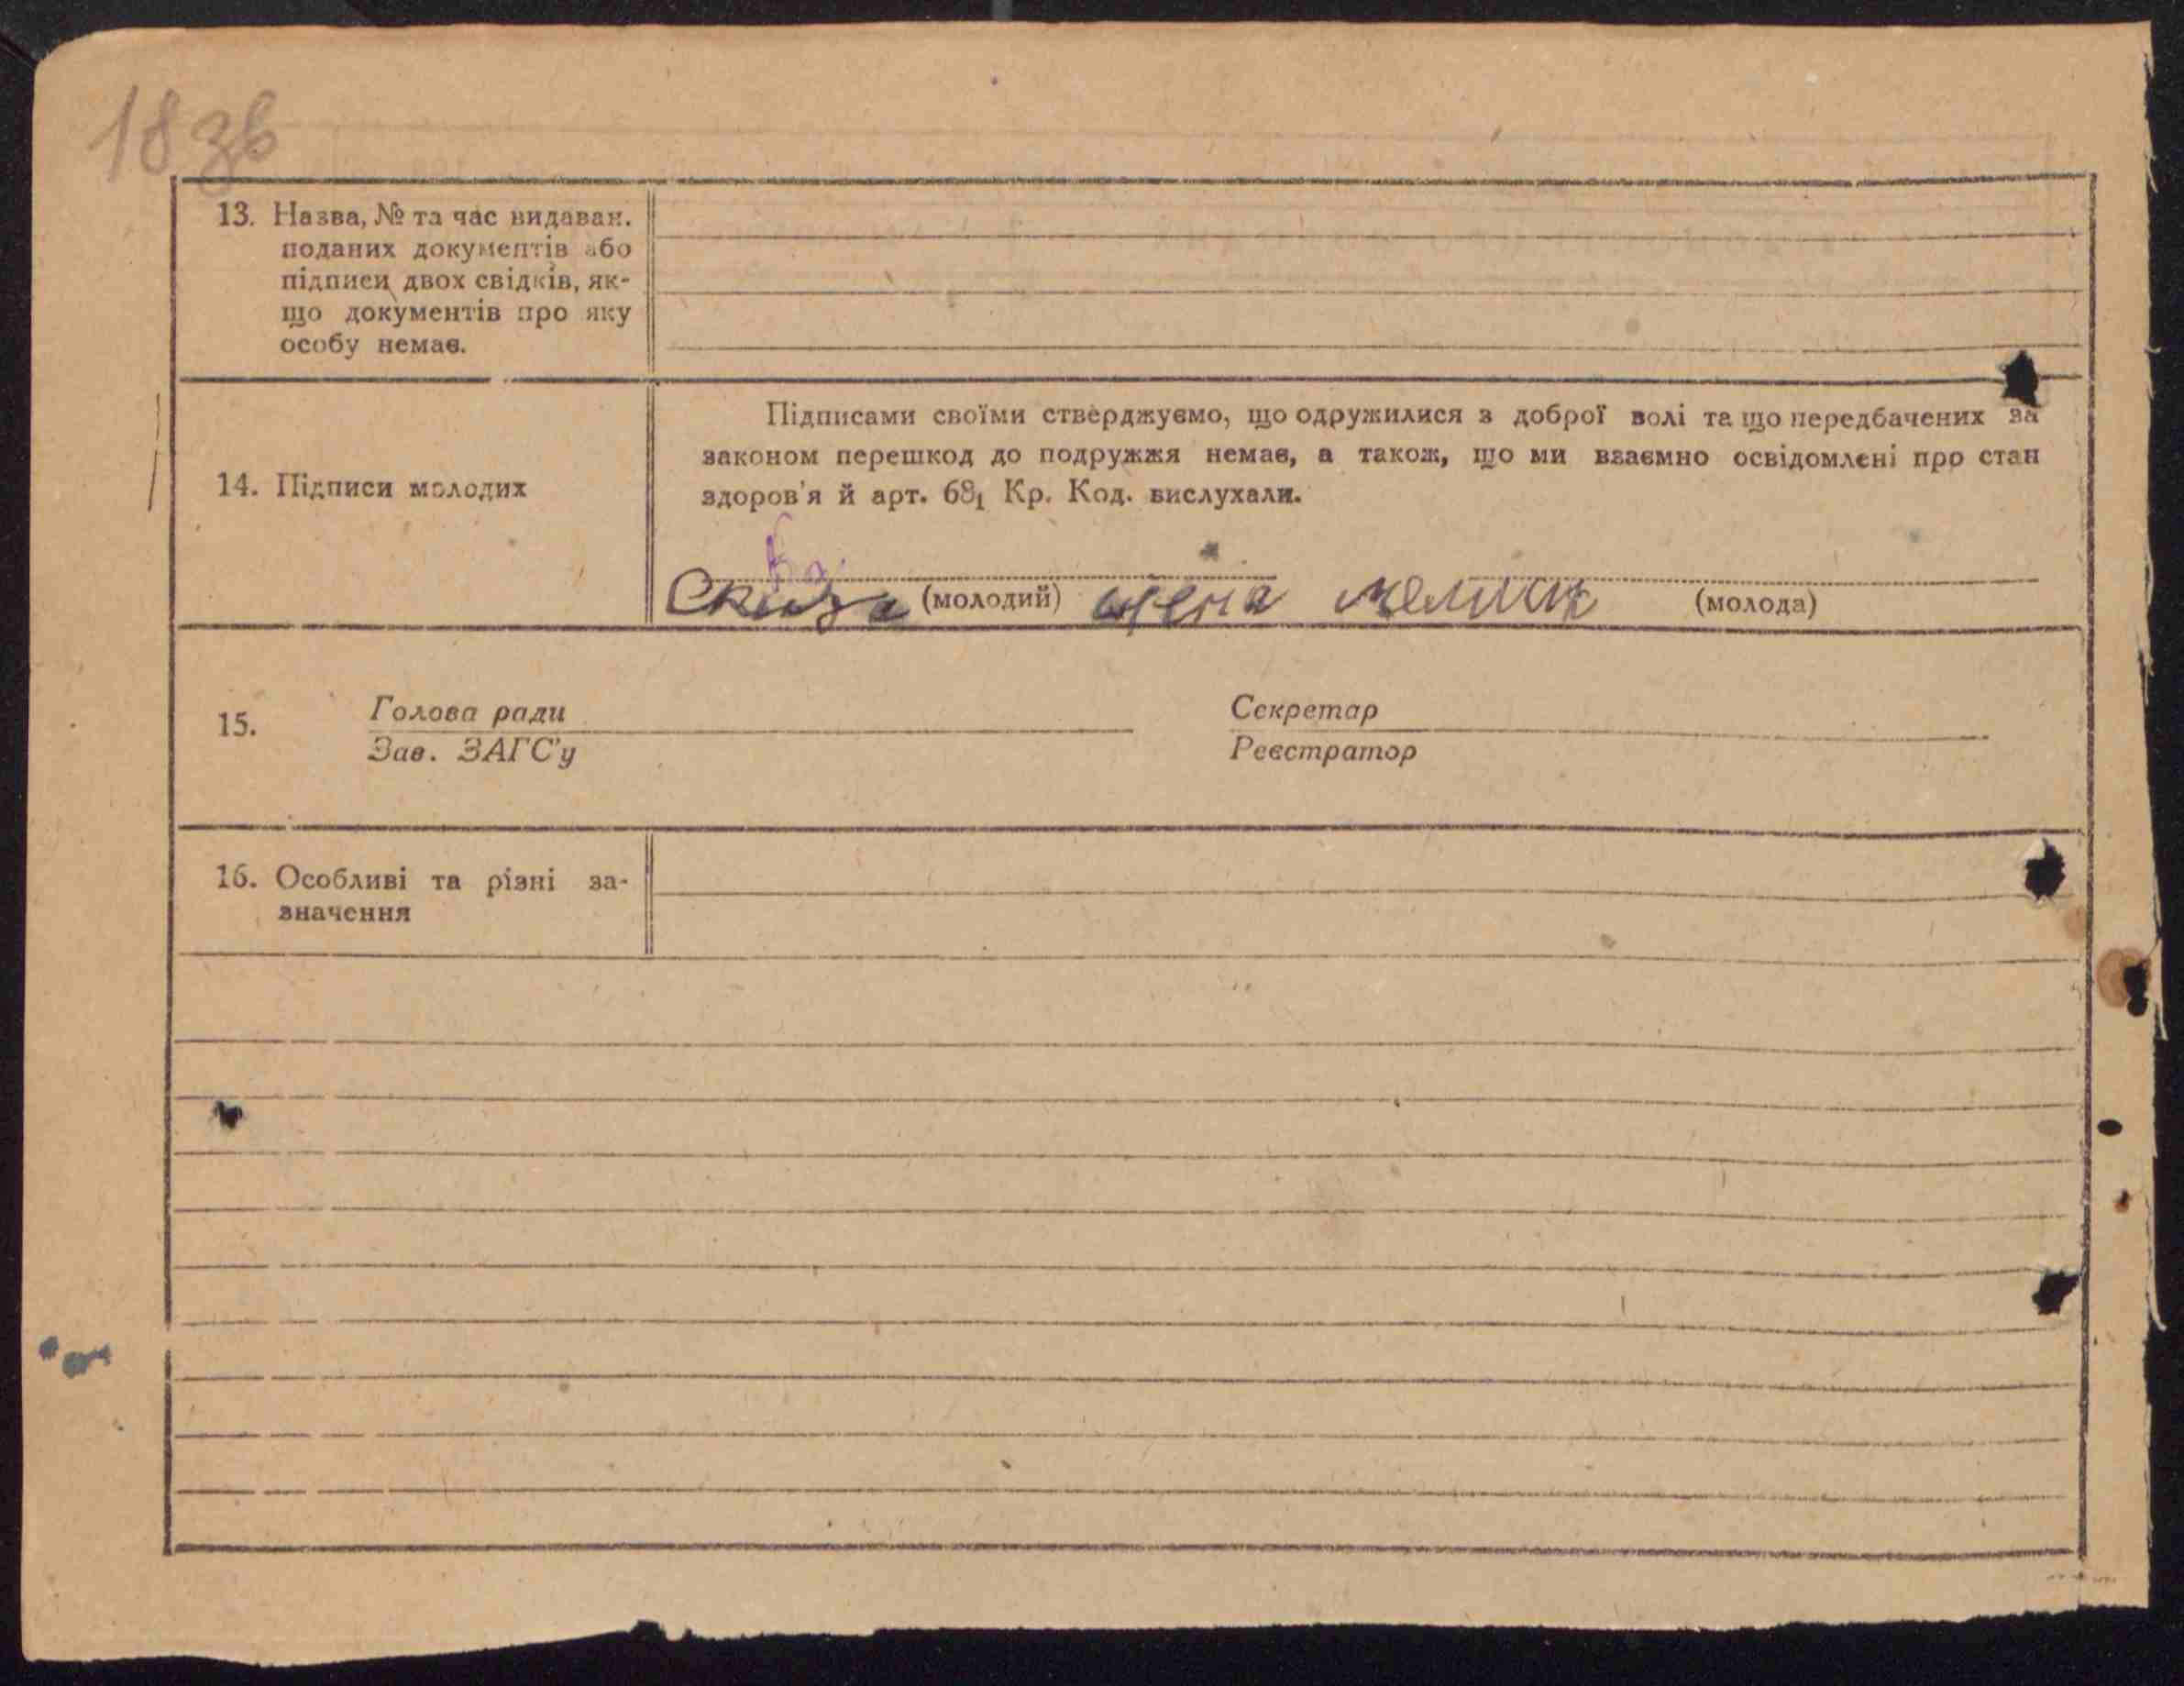 18зв
13. Назва, № та час видаван.
поданих документів або
підписи двох свідків, як-
що документів про яку
особу немає.
Підписами своїми стверджуємо, що одружилися з доброї волі та що передбачених за
законом перешкод до подружжя немає, а також, що ми взаємно освідомлені про стан
14. Підписи молодих
здоров'я й арт. 68₁ Кр. Код. вислухали.
(молодий) (молода)
15. Голова ради Секретар
Зав. ЗАГС'у Реєстратор
16. Особливі та різні за-
значення